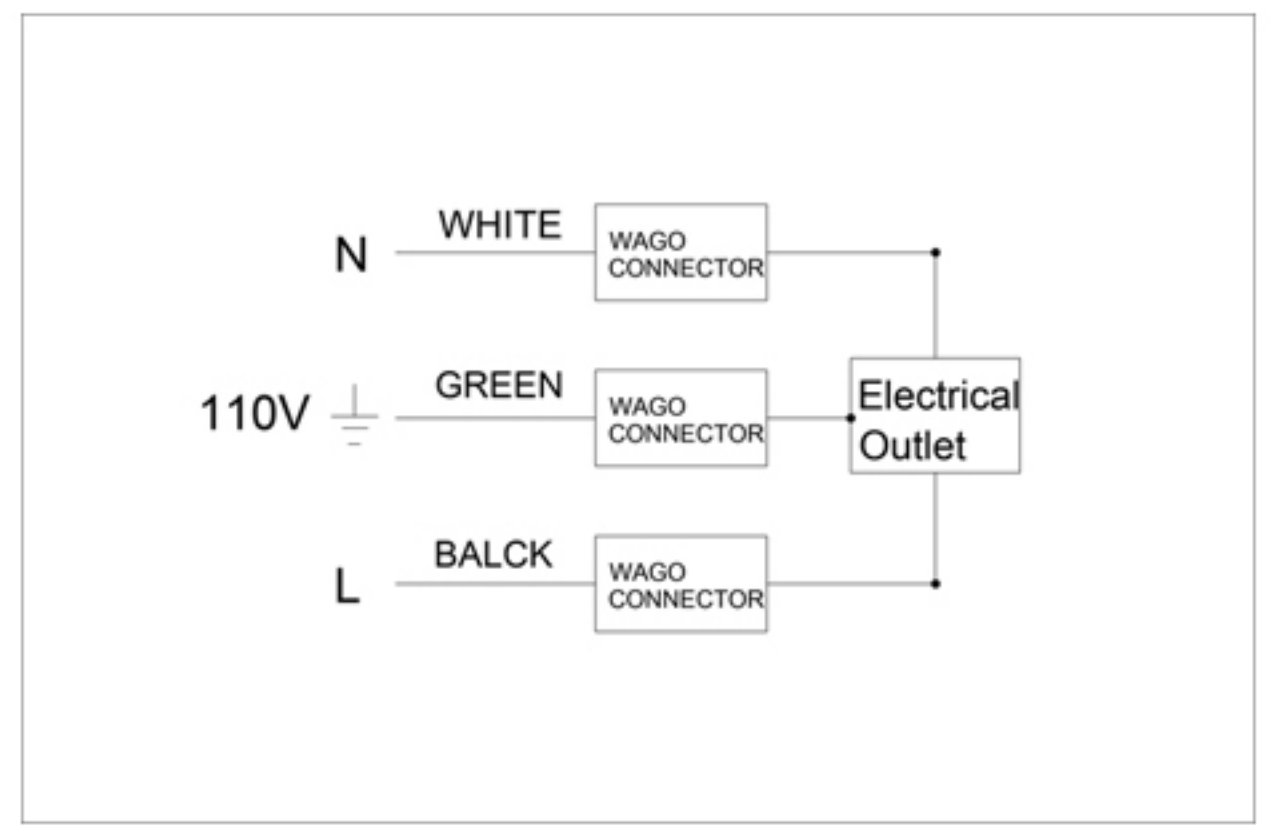 WHITE
N
WAGO
CONNECTOR
GREEN
110V
WAGO
CONNECTOR
Electrical
Outlet
BALCK
L
WAGO
CONNECTOR